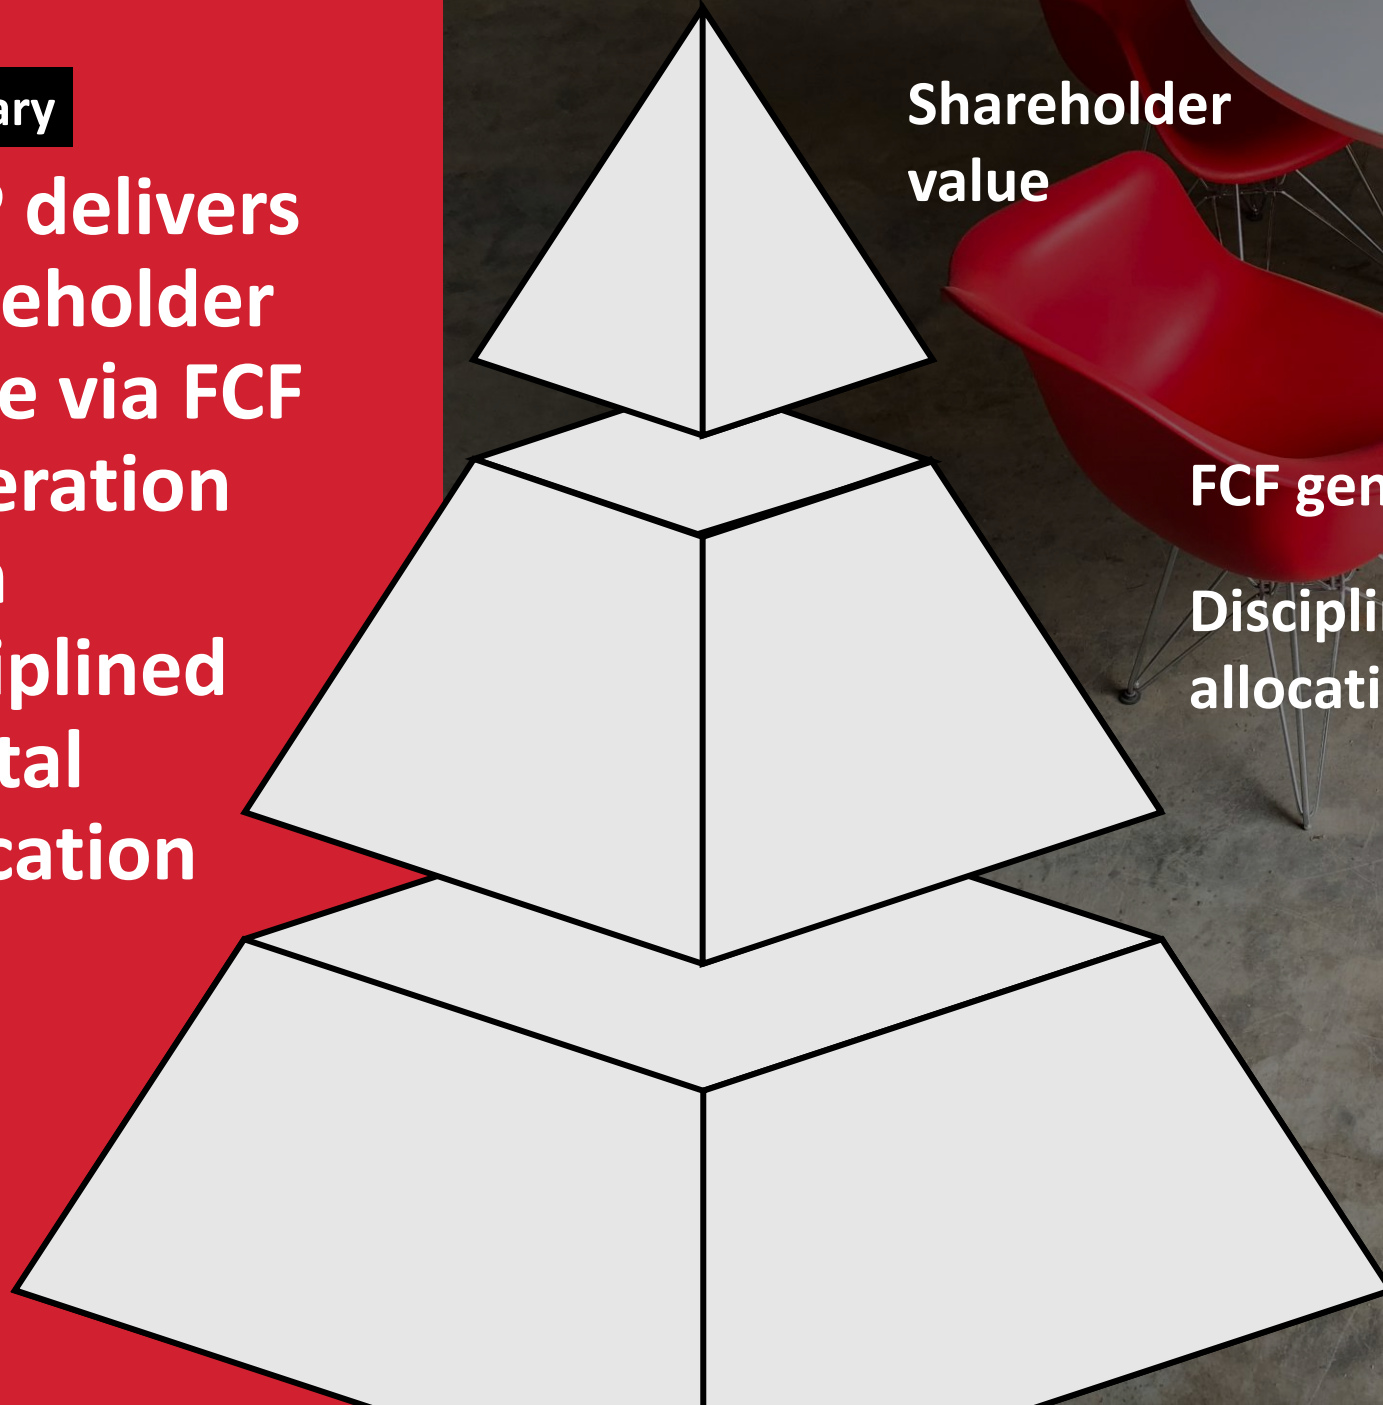 ary
delivers
eholder
e via FCF
eration
iplined
tal
cation
Shareholder
value
FCF gen
Discipli
allocati